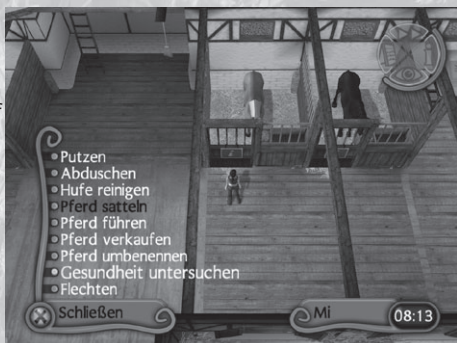 Putzen
Abduschen
Hufe reinigen
Pferd satteln
Pferd führen
Pferd verkaufen
Pferd umbenennen
Gesundheit untersuchen
Flechten
Schließen
Mi
08:13